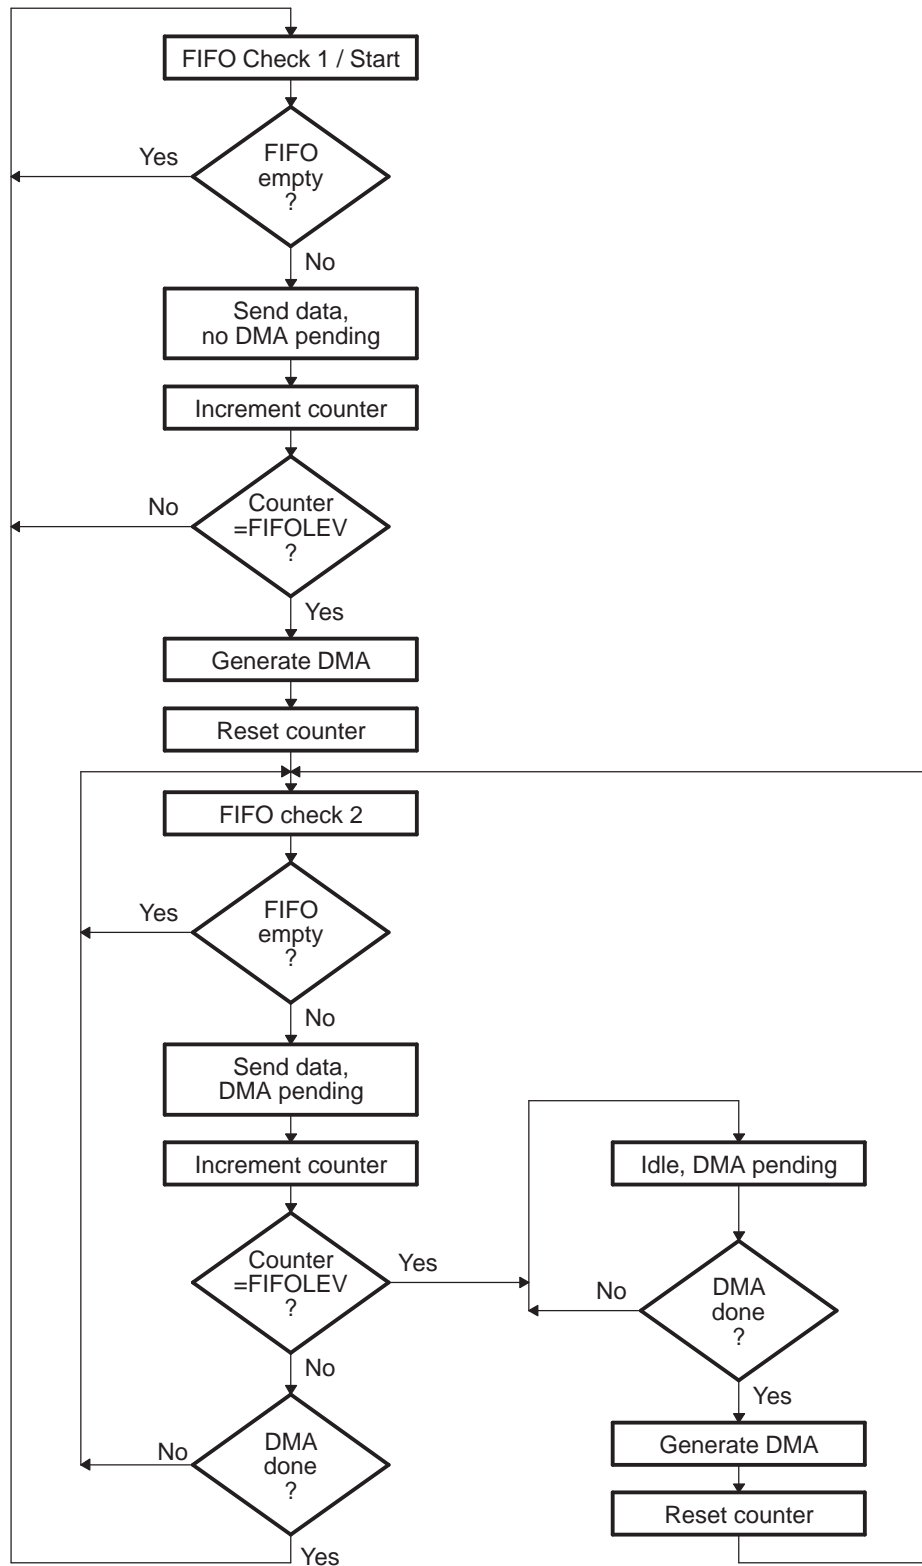 FIFO Check 1 / Start
FIFO
empty
?
Yes
No
Send data,
no DMA pending
Increment counter
Counter
=FIFOLEV
?
No
Yes
Generate DMA
Reset counter
FIFO check 2
FIFO
empty
?
Yes
No
Send data,
DMA pending
Increment counter
Counter
=FIFOLEV
?
Yes
No
DMA
done
?
No
Yes
Idle, DMA pending
DMA
done
?
No
Yes
Generate DMA
Reset counter